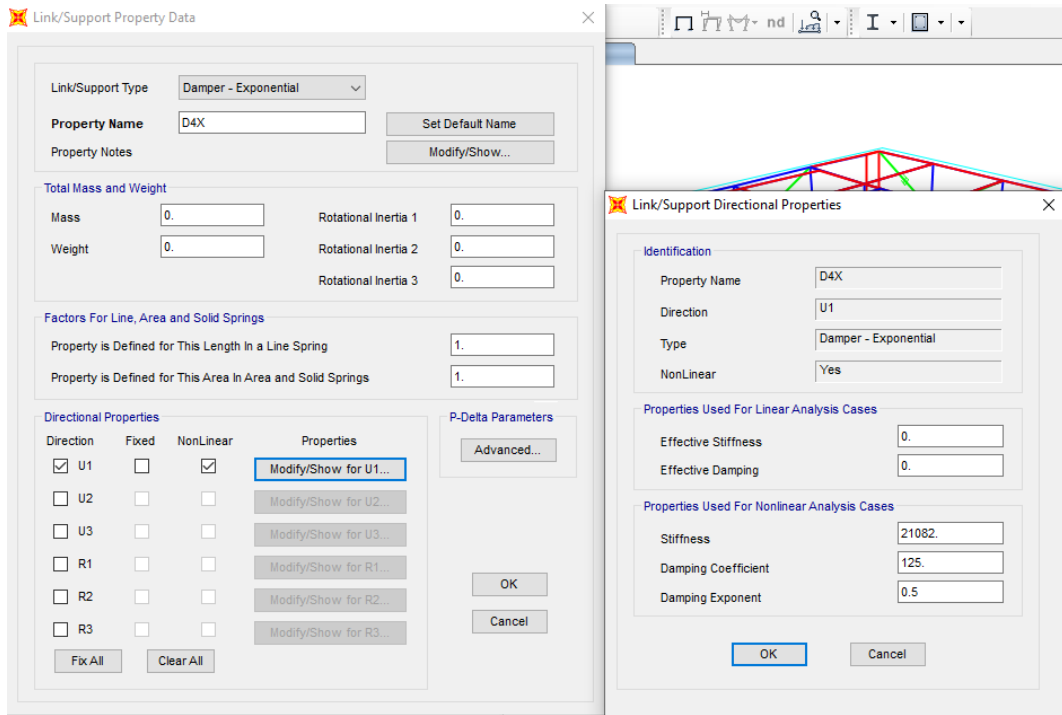 Link/Support Property Data
nd
Link/Support Type Damper - Exponential
Property Name D4X Set Default Name
Property Notes Modify/Show...
Total Mass and Weight
Mass 0. Rotational Inertia 1 0.
Weight 0. Rotational Inertia 2 0.
Rotational Inertia 3 0.
Factors For Line, Area and Solid Springs
Property is Defined for This Length In a Line Spring 1.
Property is Defined for This Area In Area and Solid Springs 1.
Directional Properties
Direction Fixed NonLinear Properties
U1 Modify/Show for U1...
U2 Modify/Show for U2...
U3 Modify/Show for U3...
R1 Modify/Show for R1...
R2 Modify/Show for R2...
R3 Modify/Show for R3...
Fix All Clear All
P-Delta Parameters
Advanced...
OK
Cancel
Link/Support Directional Properties
Identification
Property Name D4X
Direction U1
Type Damper - Exponential
NonLinear Yes
Properties Used For Linear Analysis Cases
Effective Stiffness 0.
Effective Damping 0.
Properties Used For Nonlinear Analysis Cases
Stiffness 21082.
Damping Coefficient 125.
Damping Exponent 0.5
OK Cancel